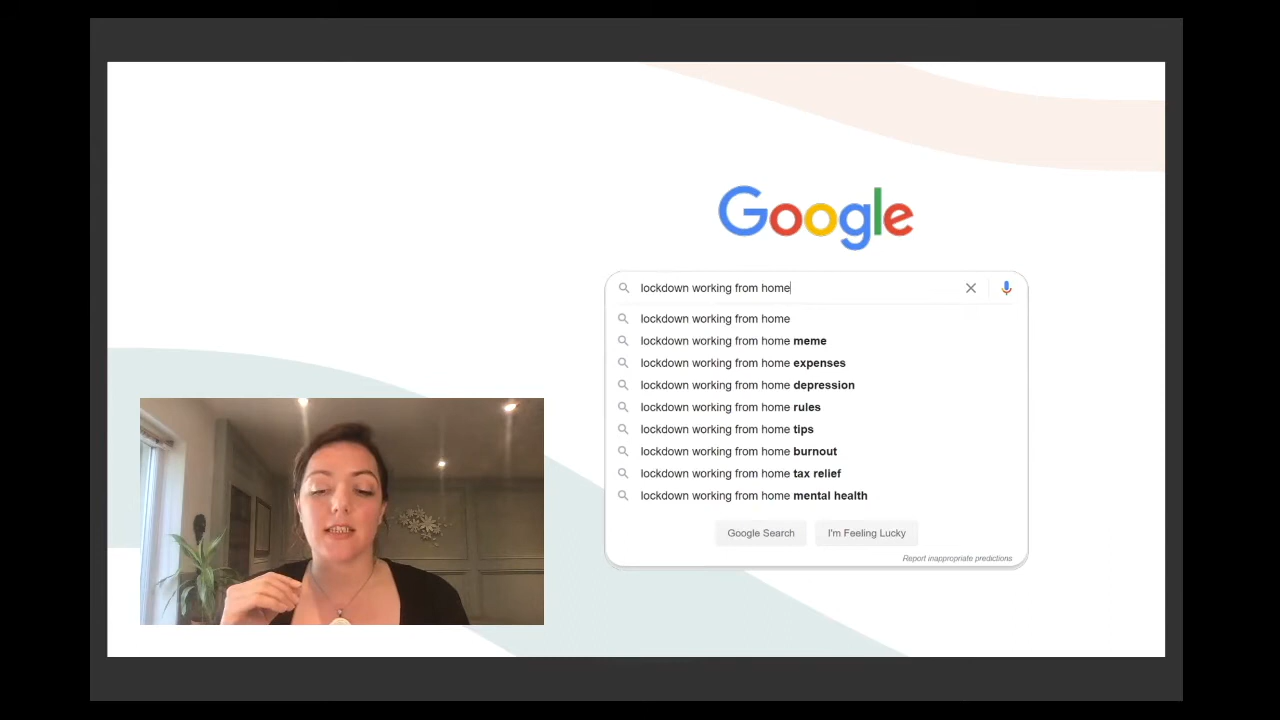 Google
lockdown working from home
lockdown working from home
lockdown working from home meme
lockdown working from home expenses
lockdown working from home depression
lockdown working from home rules
lockdown working from home tips
lockdown working from home burnout
lockdown working from home tax relief
lockdown working from home mental health
Google Search
I'm Feeling Lucky
Report inappropriate predictions